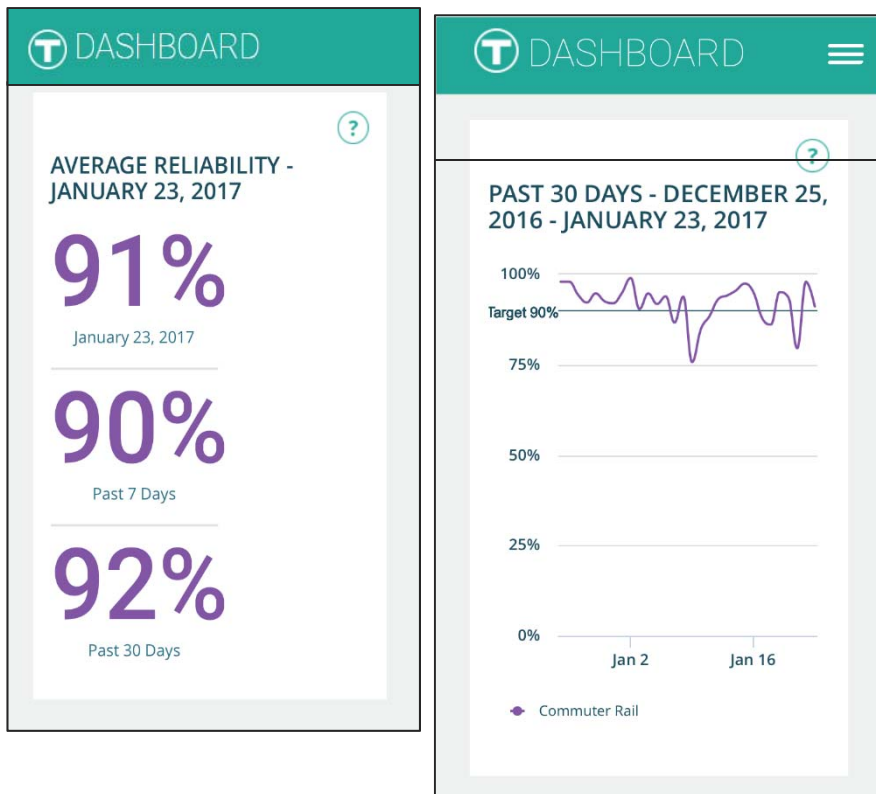 T DASHBOARD
?
AVERAGE RELIABILITY -
JANUARY 23, 2017
91%
January 23, 2017
90%
Past 7 Days
92%
Past 30 Days
T DASHBOARD
?
PAST 30 DAYS - DECEMBER 25,
2016 - JANUARY 23, 2017
100%
Target 90%
75%
50%
25%
0%
Jan 2 Jan 16
Commuter Rail